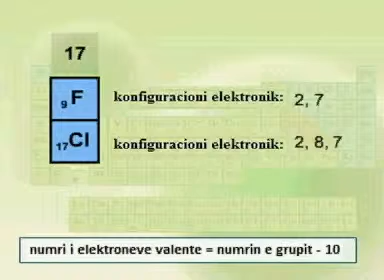 17
9F konfiguracioni elektronik: 2, 7
17Cl konfiguracioni elektronik: 2, 8, 7
numri i elektroneve valente = numrin e grupit - 10